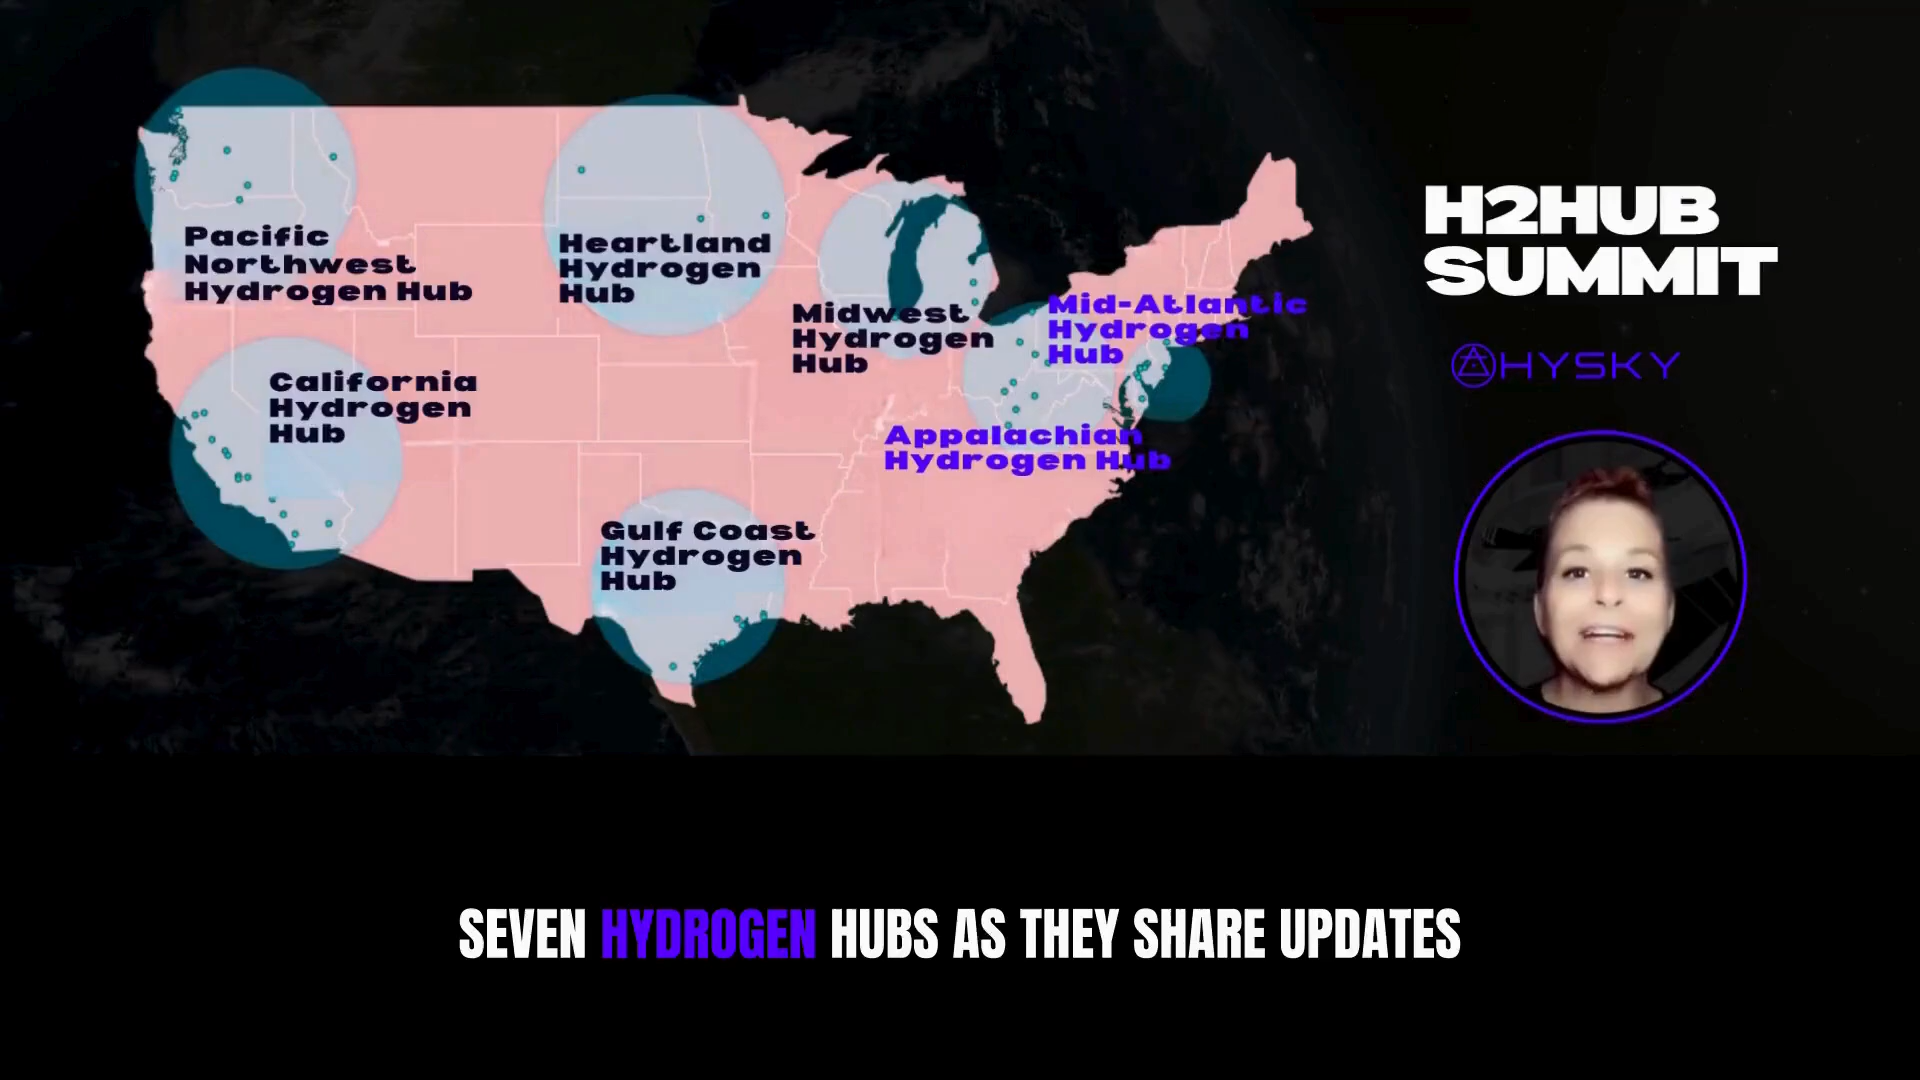 Pacific
Northwest
Hydrogen Hub
Heartland
Hydrogen
Hub
Midwest
Hydrogen
Hub
Mid-Atlantic
Hydrogen
Hub
California
Hydrogen
Hub
Appalachian
Hydrogen Hub
Gulf Coast
Hydrogen
Hub
H2HUB
SUMMIT
HYSKY
SEVEN HYDROGEN HUBS AS THEY SHARE UPDATES